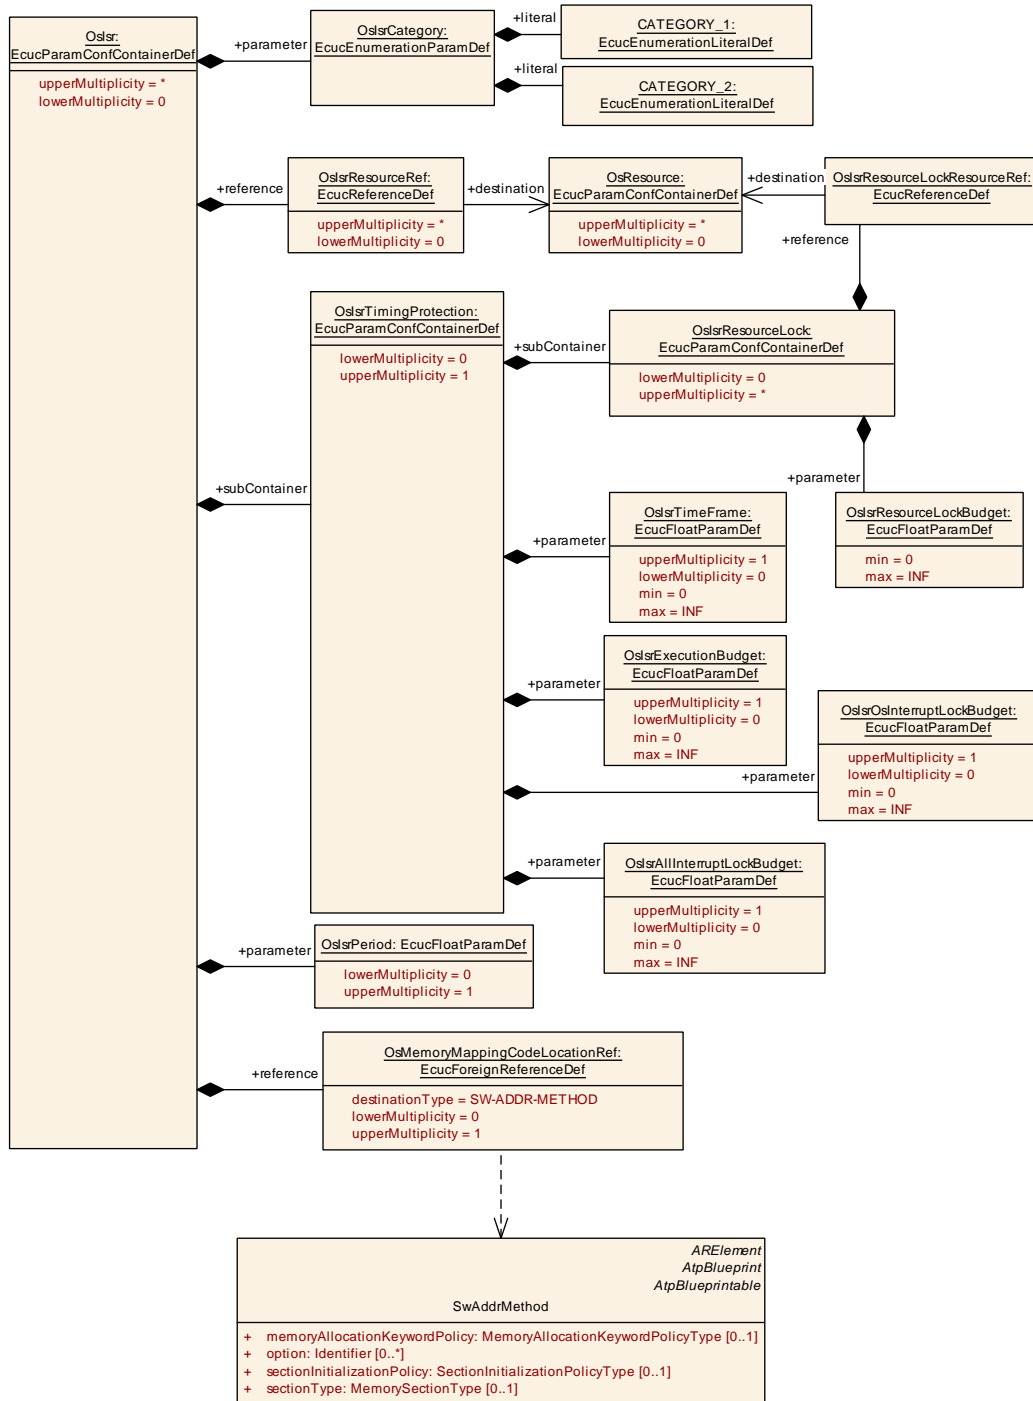 OsIsr:
EcucParamConfContainerDef
upperMultiplicity = *
lowerMultiplicity = 0
+parameter
OsIsrCategory:
EcucEnumerationParamDef
+literal
CATEGORY_1:
EcucEnumerationLiteralDef
+literal
CATEGORY_2:
EcucEnumerationLiteralDef
+reference
OsIsrResourceRef:
EcucReferenceDef
upperMultiplicity = *
lowerMultiplicity = 0
+destination
OsResource:
EcucParamConfContainerDef
upperMultiplicity = *
lowerMultiplicity = 0
+destination
OsIsrResourceLockResourceRef:
EcucReferenceDef
+reference
+subContainer
OsIsrTimingProtection:
EcucParamConfContainerDef
lowerMultiplicity = 0
upperMultiplicity = 1
+subContainer
OsIsrResourceLock:
EcucParamConfContainerDef
lowerMultiplicity = 0
upperMultiplicity = *
+parameter
OsIsrResourceLockBudget:
EcucFloatParamDef
min = 0
max = INF
+parameter
OsIsrTimeFrame:
EcucFloatParamDef
upperMultiplicity = 1
lowerMultiplicity = 0
min = 0
max = INF
+parameter
OsIsrExecutionBudget:
EcucFloatParamDef
upperMultiplicity = 1
lowerMultiplicity = 0
min = 0
max = INF
+parameter
OsIsrOsInterruptLockBudget:
EcucFloatParamDef
upperMultiplicity = 1
lowerMultiplicity = 0
min = 0
max = INF
+parameter
OsIsrAllInterruptLockBudget:
EcucFloatParamDef
upperMultiplicity = 1
lowerMultiplicity = 0
min = 0
max = INF
+parameter
OsIsrPeriod: EcucFloatParamDef
lowerMultiplicity = 0
upperMultiplicity = 1
+reference
OsMemoryMappingCodeLocationRef:
EcucForeignReferenceDef
destinationType = SW-ADDR-METHOD
lowerMultiplicity = 0
upperMultiplicity = 1
ARElement
AtpBlueprint
AtpBlueprintable
SwAddrMethod
+ memoryAllocationKeywordPolicy: MemoryAllocationKeywordPolicyType [0..1]
+ option: Identifier [0..*]
+ sectionInitializationPolicy: SectionInitializationPolicyType [0..1]
+ sectionType: MemorySectionType [0..1]